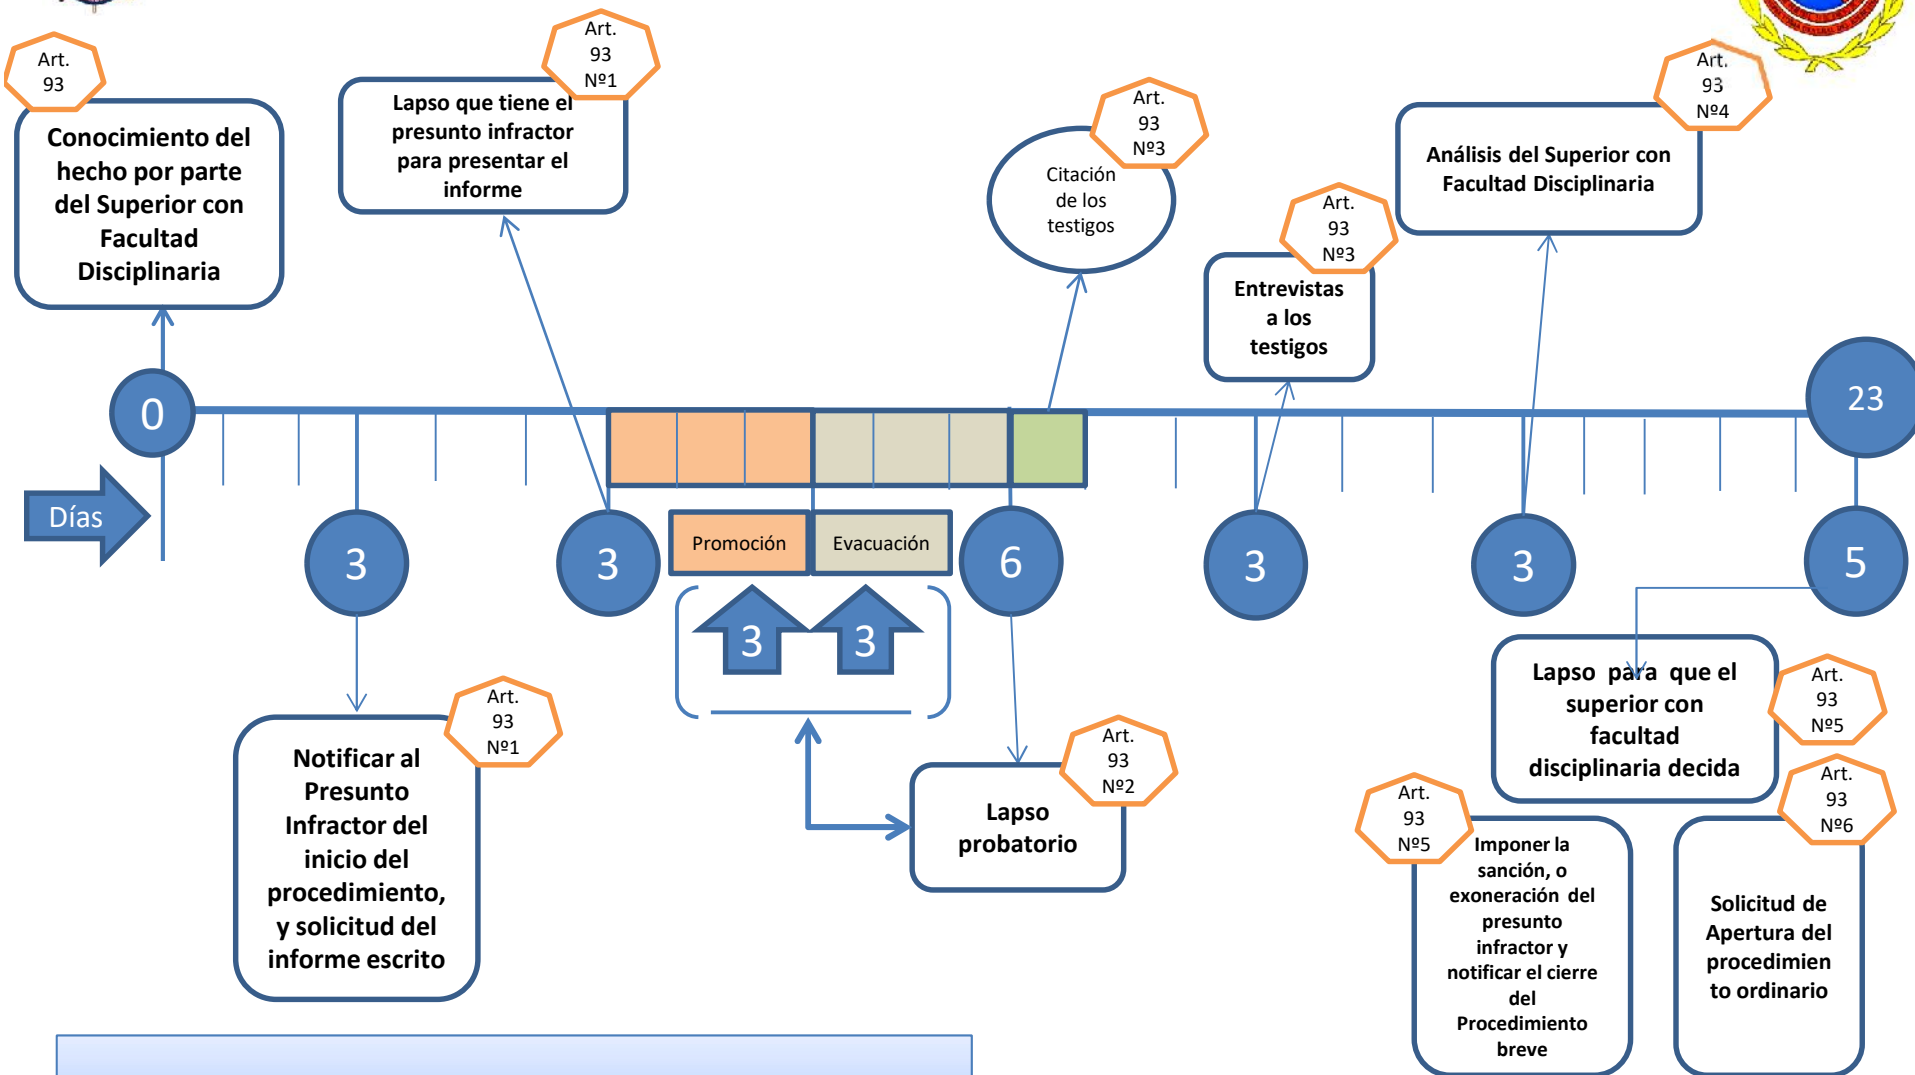 Art.
93
Conocimiento del
hecho por parte
del Superior con
Facultad
Disciplinaria
Art.
93
Nº1
Lapso que tiene el
presunto infractor
para presentar el
informe
Art.
93
Nº3
Citación
de los
testigos
Art.
93
Nº3
Entrevistas
a los
testigos
Art.
93
Nº4
Análisis del Superior con
Facultad Disciplinaria
0
23
Días
3
3
Promoción
Evacuación
6
3
3
5
3
3
Art.
93
Nº1
Notificar al
Presunto
Infractor del
inicio del
procedimiento,
y solicitud del
informe escrito
Art.
93
Nº2
Lapso
probatorio
Lapso para que el
superior con
facultad
disciplinaria decida
Art.
93
Nº5
Art.
93
Nº5
Imponer la
sanción, o
exoneración del
presunto
infractor y
notificar el cierre
del
Procedimiento
breve
Art.
93
Nº6
Solicitud de
Apertura del
procedimien
to ordinario